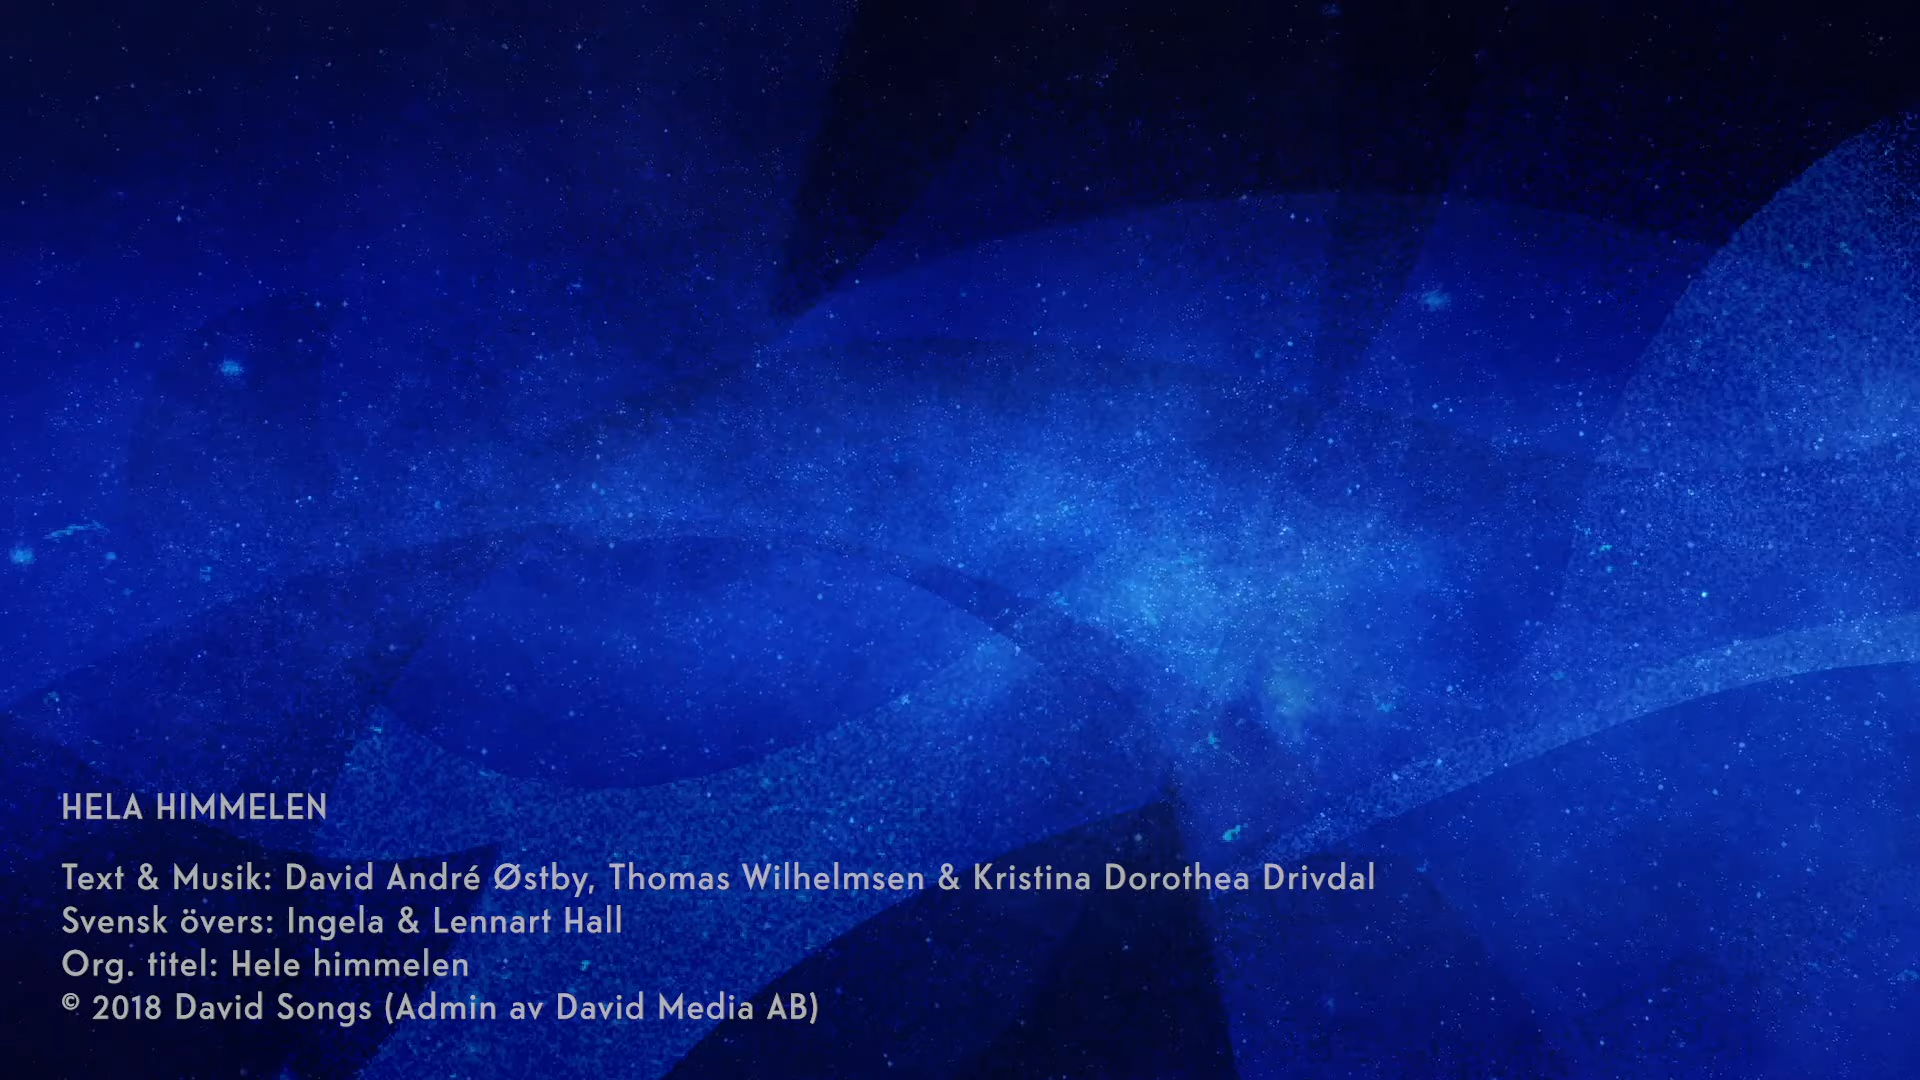 HELA HIMMELEN
Text & Musik: David André Østby, Thomas Wilhelmsen & Kristina Dorothea Drivdal
Svensk övers: Ingela & Lennart Hall
Org. titel: Hele himmelen
© 2018 David Songs (Admin av David Media AB)